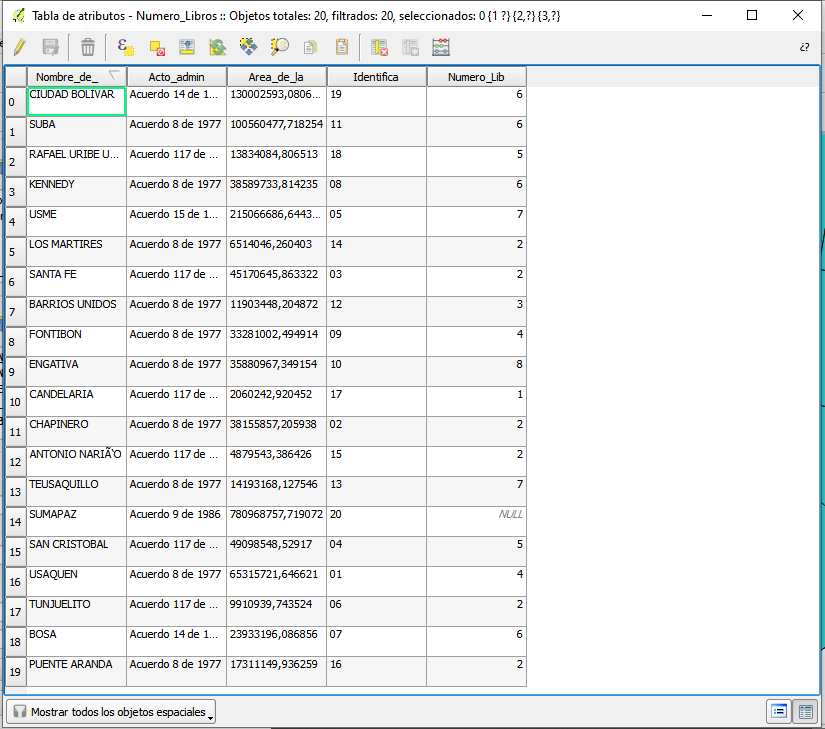 Tabla de atributos - Numero_Libros :: Objetos totales: 20, filtrados: 20, seleccionados: 0 {1 ?} {2,?} {3,?}
¿?
Nombre_de_ Acto_admin Area_de_la Identifica Numero_Lib
0 CIUDAD BOLIVAR Acuerdo 14 de 1... 130002593,0806... 19 6
1 SUBA Acuerdo 8 de 1977 100560477,718254 11 6
2 RAFAEL URIBE U... Acuerdo 117 de ... 13834084,806513 18 5
3 KENNEDY Acuerdo 8 de 1977 38589733,814235 08 6
4 USME Acuerdo 15 de 1... 215066686,6443... 05 7
5 LOS MARTIRES Acuerdo 8 de 1977 6514046,260403 14 2
6 SANTA FE Acuerdo 117 de ... 45170645,863322 03 2
7 BARRIOS UNIDOS Acuerdo 8 de 1977 11903448,204872 12 3
8 FONTIBON Acuerdo 8 de 1977 33281002,494914 09 4
9 ENGATIVA Acuerdo 8 de 1977 35880967,349154 10 8
10 CANDELARIA Acuerdo 117 de ... 2060242,920452 17 1
11 CHAPINERO Acuerdo 8 de 1977 38155857,205938 02 2
12 ANTONIO NARIÃ'O Acuerdo 117 de ... 4879543,386426 15 2
13 TEUSAQUILLO Acuerdo 8 de 1977 14193168,127546 13 7
14 SUMAPAZ Acuerdo 9 de 1986 780968757,719072 20 NULL
15 SAN CRISTOBAL Acuerdo 117 de ... 49098548,52917 04 5
16 USAQUEN Acuerdo 8 de 1977 65315721,646621 01 4
17 TUNJUELITO Acuerdo 117 de ... 9910939,743524 06 2
18 BOSA Acuerdo 14 de 1... 23933196,086856 07 6
19 PUENTE ARANDA Acuerdo 8 de 1977 17311149,936259 16 2
Mostrar todos los objetos espaciales